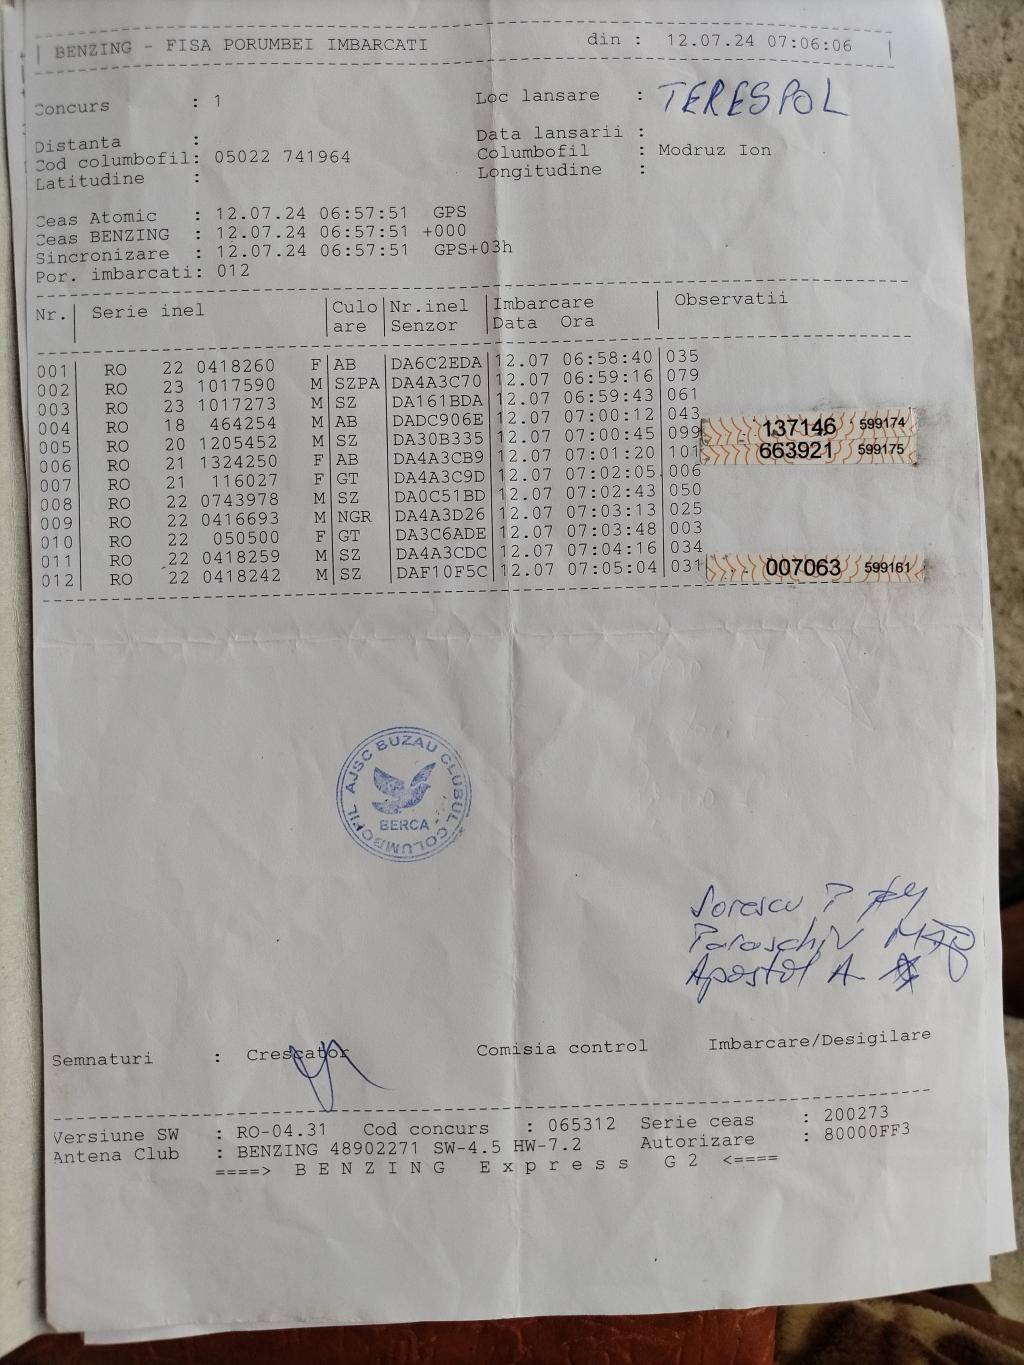 BENZING - FISA PORUMBEI IMBARCATI din : 12.07.24 07:06:06
Concurs : 1 Loc lansare : TERESPOL
Distanta : Data lansarii :
Cod columbofil: 05022 741964 Columbofil : Modruz Ion
Latitudine : Longitudine :
Ceas Atomic : 12.07.24 06:57:51 GPS
Ceas BENZING : 12.07.24 06:57:51 +000
Sincronizare : 12.07.24 06:57:51 GPS+03h
Por. imbarcati: 012
Nr. Serie inel Culo Nr.inel Imbarcare Observatii
are Senzor Data Ora
001 RO 22 0418260 F AB DA6C2EDA 12.07 06:58:40 035
002 RO 23 1017590 M SZPA DA4A3C70 12.07 06:59:16 079
003 RO 23 1017273 M SZ DA161BDA 12.07 06:59:43 061
004 RO 18 464254 M AB DADC906E 12.07 07:00:12 043 137146 599174
005 RO 20 1205452 M SZ DA30B335 12.07 07:00:45 099 663921 599175
006 RO 21 1324250 F AB DA4A3CB9 12.07 07:01:20 101
007 RO 21 116027 F GT DA4A3C9D 12.07 07:02:05 006
008 RO 22 0743978 M SZ DA0C51BD 12.07 07:02:43 050
009 RO 22 0416693 M NGR DA4A3D26 12.07 07:03:13 025
010 RO 22 050500 F GT DA3C6ADE 12.07 07:03:48 003
011 RO 22 0418259 M SZ DA4A3CDC 12.07 07:04:16 034
012 RO 22 0418242 M SZ DAF10F5C 12.07 07:05:04 031 007063 599161
AJSC BUZAU CLUBUL COLUMBOFIL
BERCA
Sorescu P
Paraschiv M
Apostol A
Semnaturi : Crescator Comisia control Imbarcare/Desigilare
Versiune SW : RO-04.31 Cod concurs : 065312 Serie ceas : 200273
Antena Club : BENZING 48902271 SW-4.5 HW-7.2 Autorizare : 80000FF3
====> B E N Z I N G E x p r e s s G 2 <====